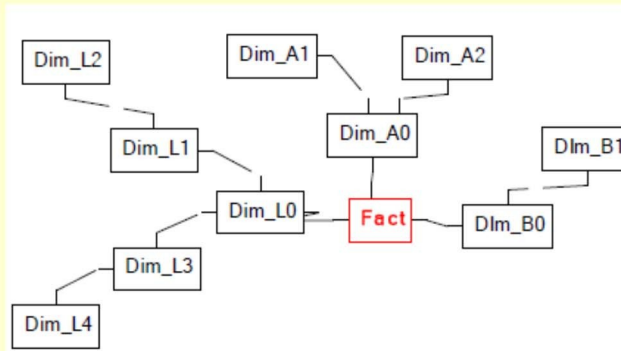 Dim_L2
Dim_A1
Dim_A2
Dim_L1
Dim_A0
DIm_B1
Dim_L0
Fact
DIm_B0
Dim_L3
Dim_L4